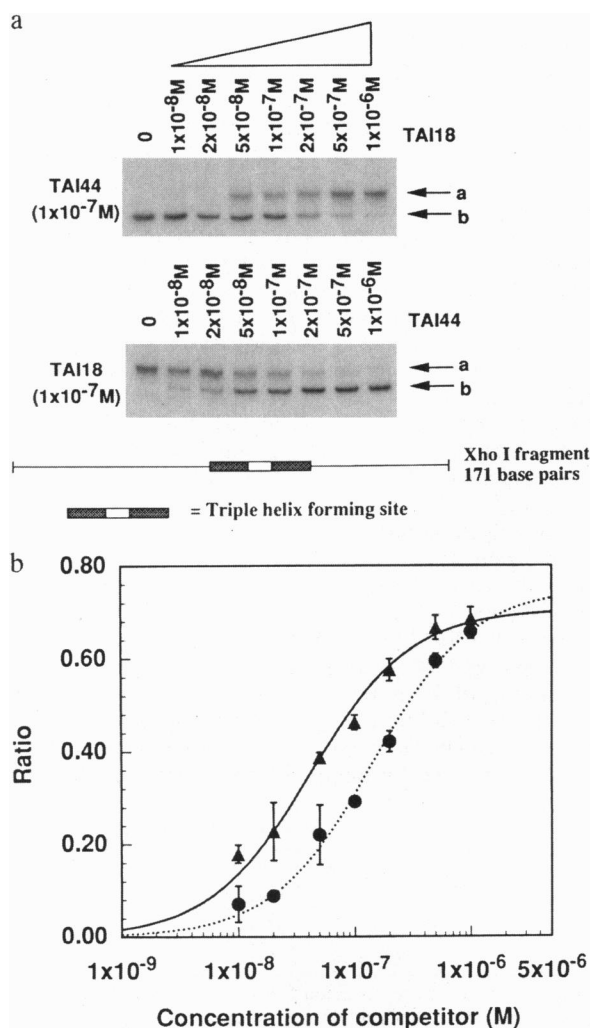 a
0
1x10⁻⁸M
2x10⁻⁸M
5x10⁻⁸M
1x10⁻⁷M
2x10⁻⁷M
5x10⁻⁷M
1x10⁻⁶M
TAI18
TAI44
(1x10⁻⁷M)
a
b
0
1x10⁻⁸M
2x10⁻⁸M
5x10⁻⁸M
1x10⁻⁷M
2x10⁻⁷M
5x10⁻⁷M
1x10⁻⁶M
TAI44
TAI18
(1x10⁻⁷M)
a
b
Xho I fragment
171 base pairs
= Triple helix forming site
b
0.80
0.60
0.40
0.20
0.00
Ratio
1x10⁻⁹
1x10⁻⁸
1x10⁻⁷
1x10⁻⁶
5x10⁻⁶
Concentration of competitor (M)